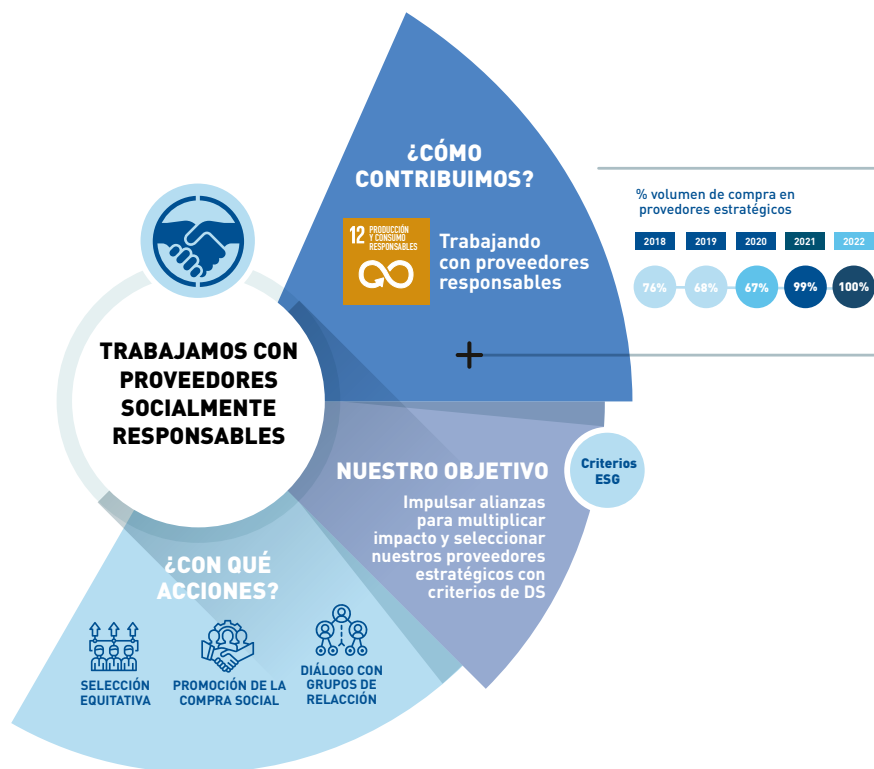 ¿CÓMO
CONTRIBUIMOS?
12 PRODUCCIÓN
Y CONSUMO
RESPONSABLES
Trabajando
con proveedores
responsables
% volumen de compra en
provedores estratégicos
2018 2019 2020 2021 2022
76% 68% 67% 99% 100%
TRABAJAMOS CON
PROVEEDORES
SOCIALMENTE
RESPONSABLES
NUESTRO OBJETIVO
Impulsar alianzas
para multiplicar
impacto y seleccionar
nuestros proveedores
estratégicos con
criterios de DS
Criterios
ESG
¿CON QUÉ
ACCIONES?
SELECCIÓN
EQUITATIVA
PROMOCIÓN DE LA
COMPRA SOCIAL
DIÁLOGO CON
GRUPOS DE
RELACCIÓN